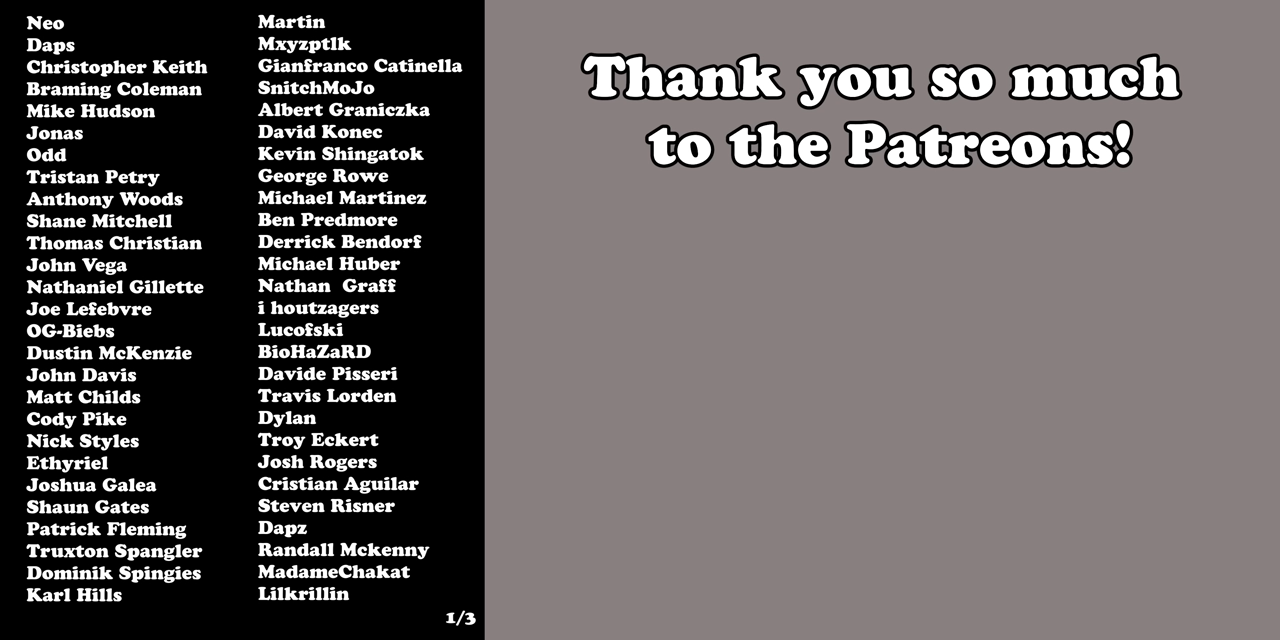 Neo
Daps
Christopher Keith
Braming Coleman
Mike Hudson
Jonas
Odd
Tristan Petry
Anthony Woods
Shane Mitchell
Thomas Christian
John Vega
Nathaniel Gillette
Joe Lefebvre
OG-Biebs
Dustin McKenzie
John Davis
Matt Childs
Cody Pike
Nick Styles
Ethyriel
Joshua Galea
Shaun Gates
Patrick Fleming
Truxton Spangler
Dominik Spingies
Karl Hills
Martin
Mxyzptlk
Gianfranco Catinella
SnitchMoJo
Albert Graniczka
David Konec
Kevin Shingatok
George Rowe
Michael Martinez
Ben Predmore
Derrick Bendorf
Michael Huber
Nathan  Graff
i houtzagers
Lucofski
BioHaZaRD
Davide Pisseri
Travis Lorden
Dylan
Troy Eckert
Josh Rogers
Cristian Aguilar
Steven Risner
Dapz
Randall Mckenny
MadameChakat
Lilkrillin
1/3
Thank you so much
to the Patreons!